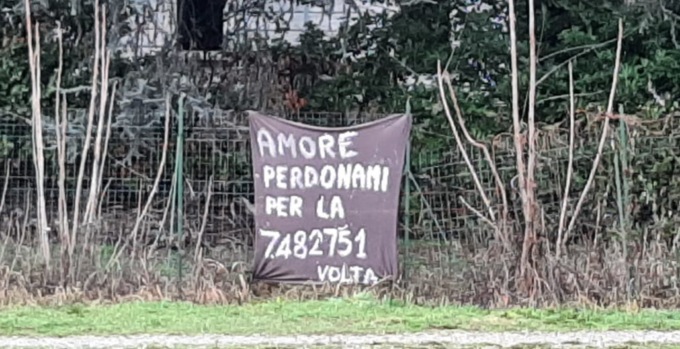 AMORE
PERDONAMI
PER LA
7482751
VOLTA